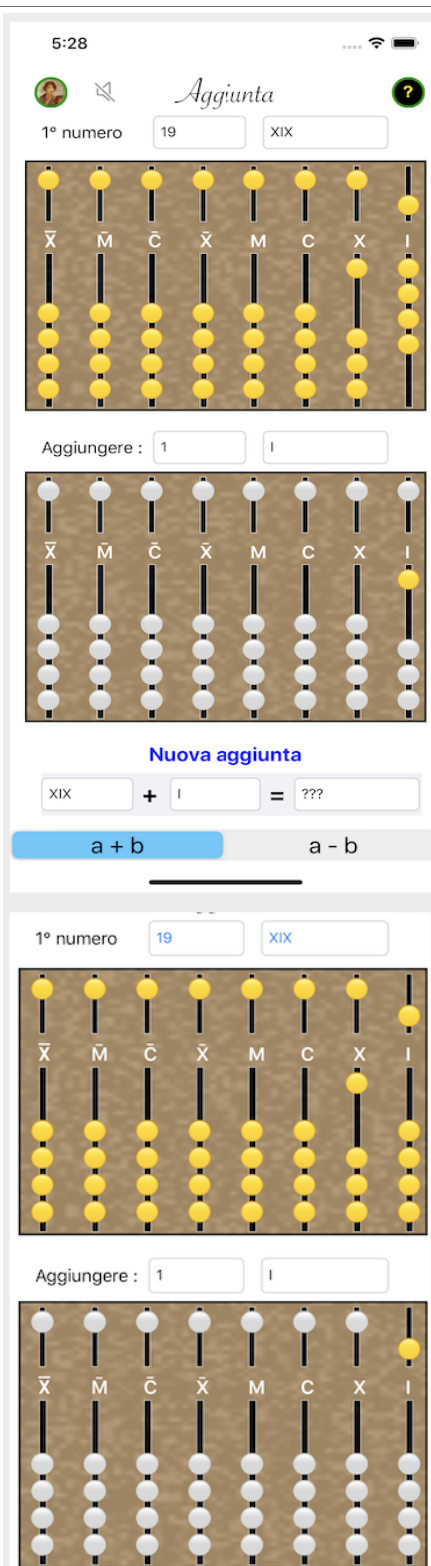 5:28
Aggiunta
?
1° numero 19 XIX
X̅ M̄ C̄ X̄ M C X I
Aggiungere : 1 I
X̅ M̄ C̄ X̄ M C X I
Nuova aggiunta
XIX + I = ???
a + b a - b
1° numero 19 XIX
X̅ M̄ C̄ X̄ M C X I
Aggiungere : 1 I
X̅ M̄ C̄ X̄ M C X I